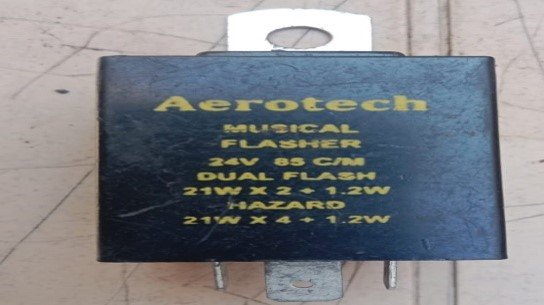 Aerotech
MUSICAL
FLASHER
24V 85 C/M
DUAL FLASH
21W X 2 + 1.2W
HAZARD
21W X 4 + 1.2W